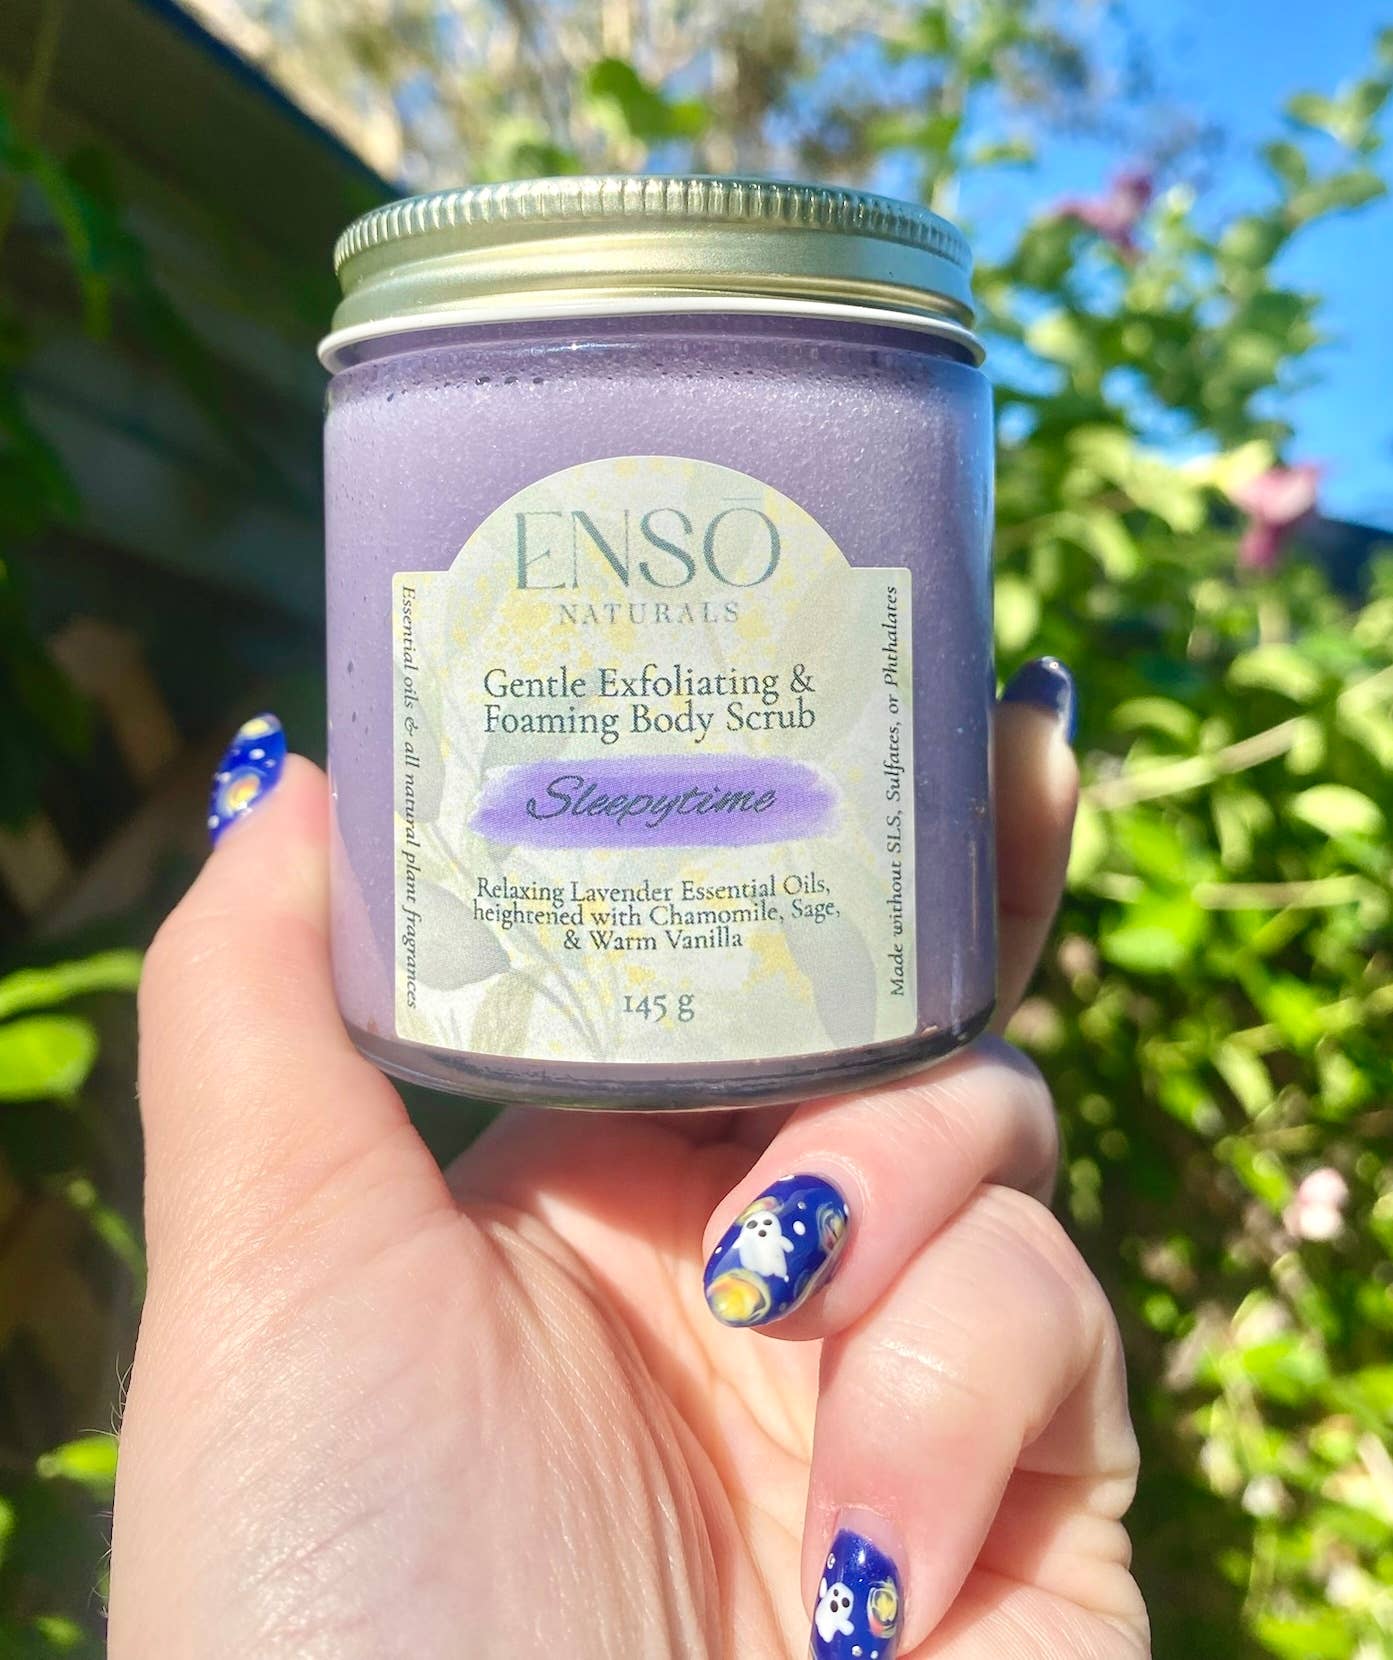 ENSŌ
NATURALS
Gentle Exfoliating &
Foaming Body Scrub
Sleepytime
Relaxing Lavender Essential Oils,
heightened with Chamomile, Sage,
& Warm Vanilla
145 g
Essential oils & all natural plant fragrances
Made without SLS, Sulfates, or Phthalates